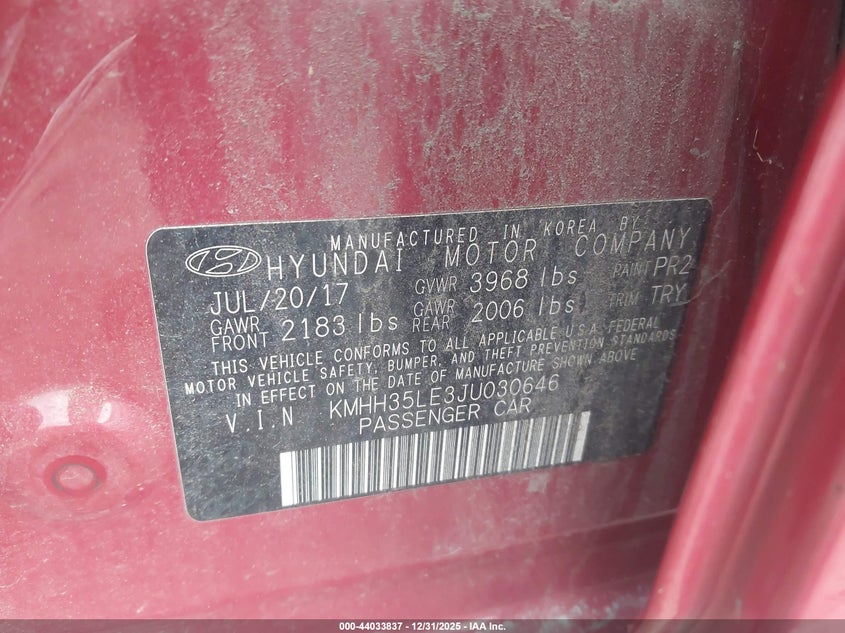 MANUFACTURED IN KOREA BY
HYUNDAI MOTOR COMPANY
JUL/20/17 GVWR 3968 lbs PAINT PR2
GAWR FRONT 2183 lbs GAWR REAR 2006 lbs TRIM TRY
THIS VEHICLE CONFORMS TO ALL APPLICABLE U.S.A. FEDERAL
MOTOR VEHICLE SAFETY, BUMPER, AND THEFT PREVENTION STANDARDS
IN EFFECT ON THE DATE OF MANUFACTURE SHOWN ABOVE
V.I.N KMHH35LE3JU030646
PASSENGER CAR
000-44033837 - 12/31/2025 - IAA Inc.